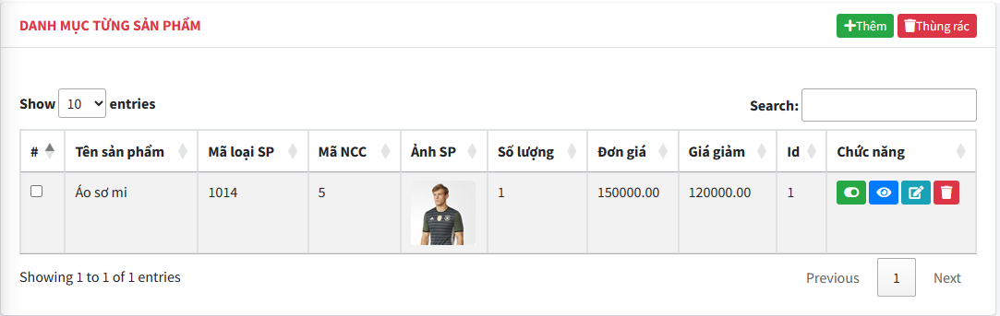 DANH MỤC TỪNG SẢN PHẨM
Thêm Thùng rác
Show 10 entries
Search:
# Tên sản phẩm Mã loại SP Mã NCC Ảnh SP Số lượng Đơn giá Giá giảm Id Chức năng
Áo sơ mi 1014 5 1 150000.00 120000.00 1
Showing 1 to 1 of 1 entries
Previous 1 Next